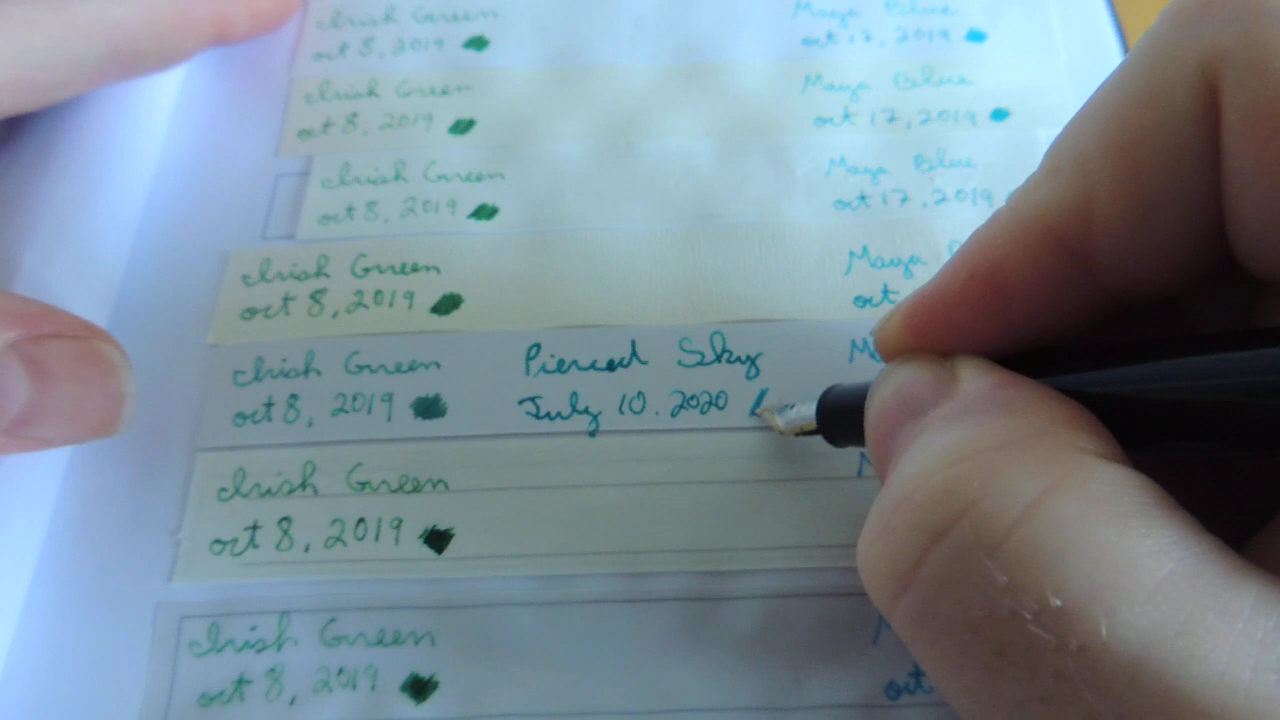 Irish Green
oct 8, 2019
Maya Blue
oct 17, 2019
Irish Green
oct 8, 2019
Maya Blue
oct 17, 2019
Irish Green
oct 8, 2019
Maya Blue
oct 17, 2019
Irish Green
oct 8, 2019
Maya
oct
Irish Green
oct 8, 2019
Pierced Sky
July 10. 2020
Irish Green
oct 8, 2019
Irish Green
oct 8, 2019
oct